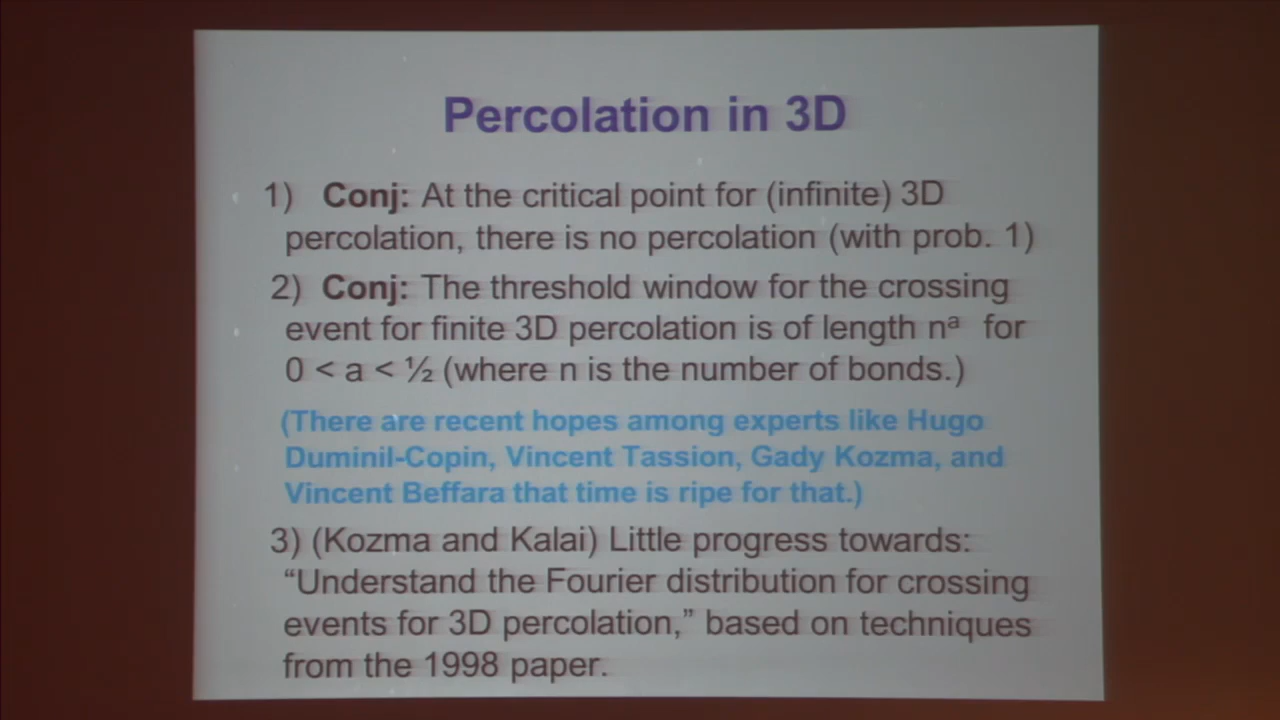 Percolation in 3D
1) Conj: At the critical point for (infinite) 3D
percolation, there is no percolation (with prob. 1)
2) Conj: The threshold window for the crossing
event for finite 3D percolation is of length nᵃ for
0 < a < ½ (where n is the number of bonds.)
(There are recent hopes among experts like Hugo
Duminil-Copin, Vincent Tassion, Gady Kozma, and
Vincent Beffara that time is ripe for that.)
3) (Kozma and Kalai) Little progress towards:
“Understand the Fourier distribution for crossing
events for 3D percolation,” based on techniques
from the 1998 paper.